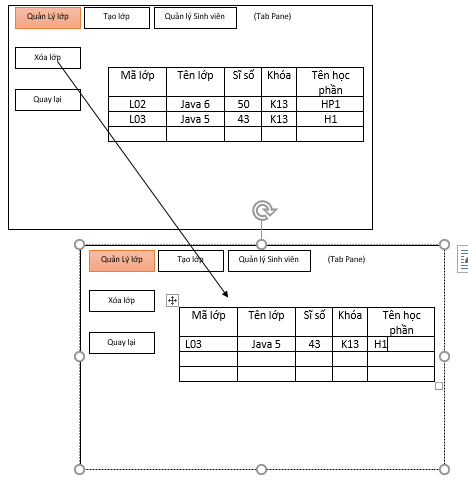 Quản Lý lớp Tạo lớp Quản lý Sinh viên (Tab Pane)
Xóa lớp
Quay lại
Mã lớp Tên lớp Sĩ số Khóa Tên học
phần
L02 Java 6 50 K13 HP1
L03 Java 5 43 K13 H1
Quản Lý lớp Tạo lớp Quản lý Sinh viên (Tab Pane)
Xóa lớp
Quay lại
Mã lớp Tên lớp Sĩ số Khóa Tên học
phần
L03 Java 5 43 K13 H1